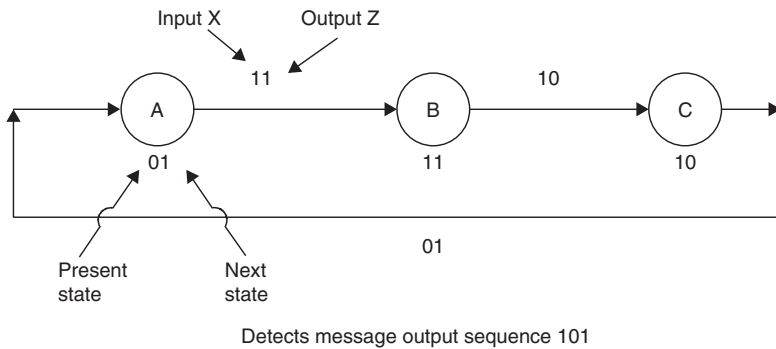 Input X
Output Z
11
10
A
B
C
01
11
10
01
Present
state
Next
state
Detects message output sequence 101